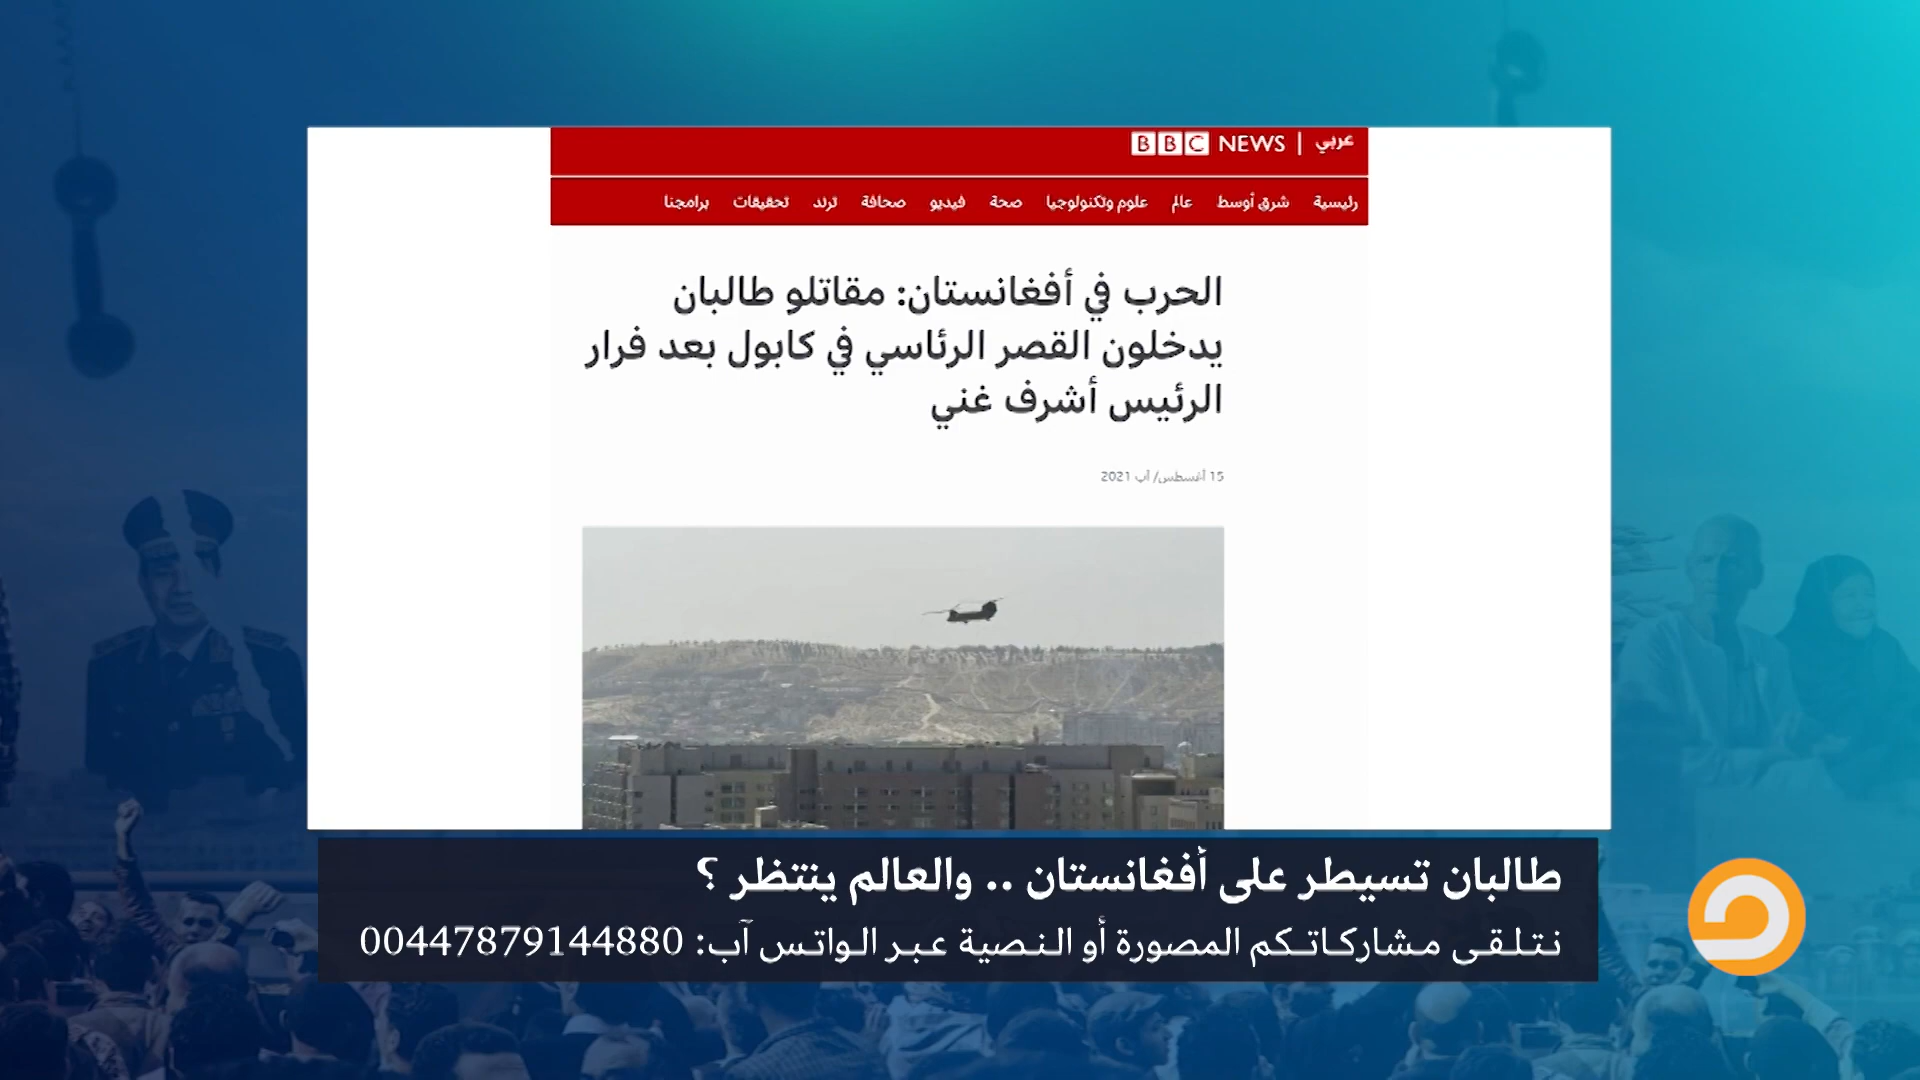 BBC NEWS | عربي
رئيسية شرق أوسط عالم علوم وتكنولوجيا صحة فيديو صحافة ترند تحقيقات برامجنا
الحرب في أفغانستان: مقاتلو طالبان
يدخلون القصر الرئاسي في كابول بعد فرار
الرئيس أشرف غني
15 أغسطس/ آب 2021
طالبان تسيطر على أفغانستان .. والعالم ينتظر ؟
نتلقى مشاركاتكم المصورة أو النصية عبر الواتس آب: 00447879144880